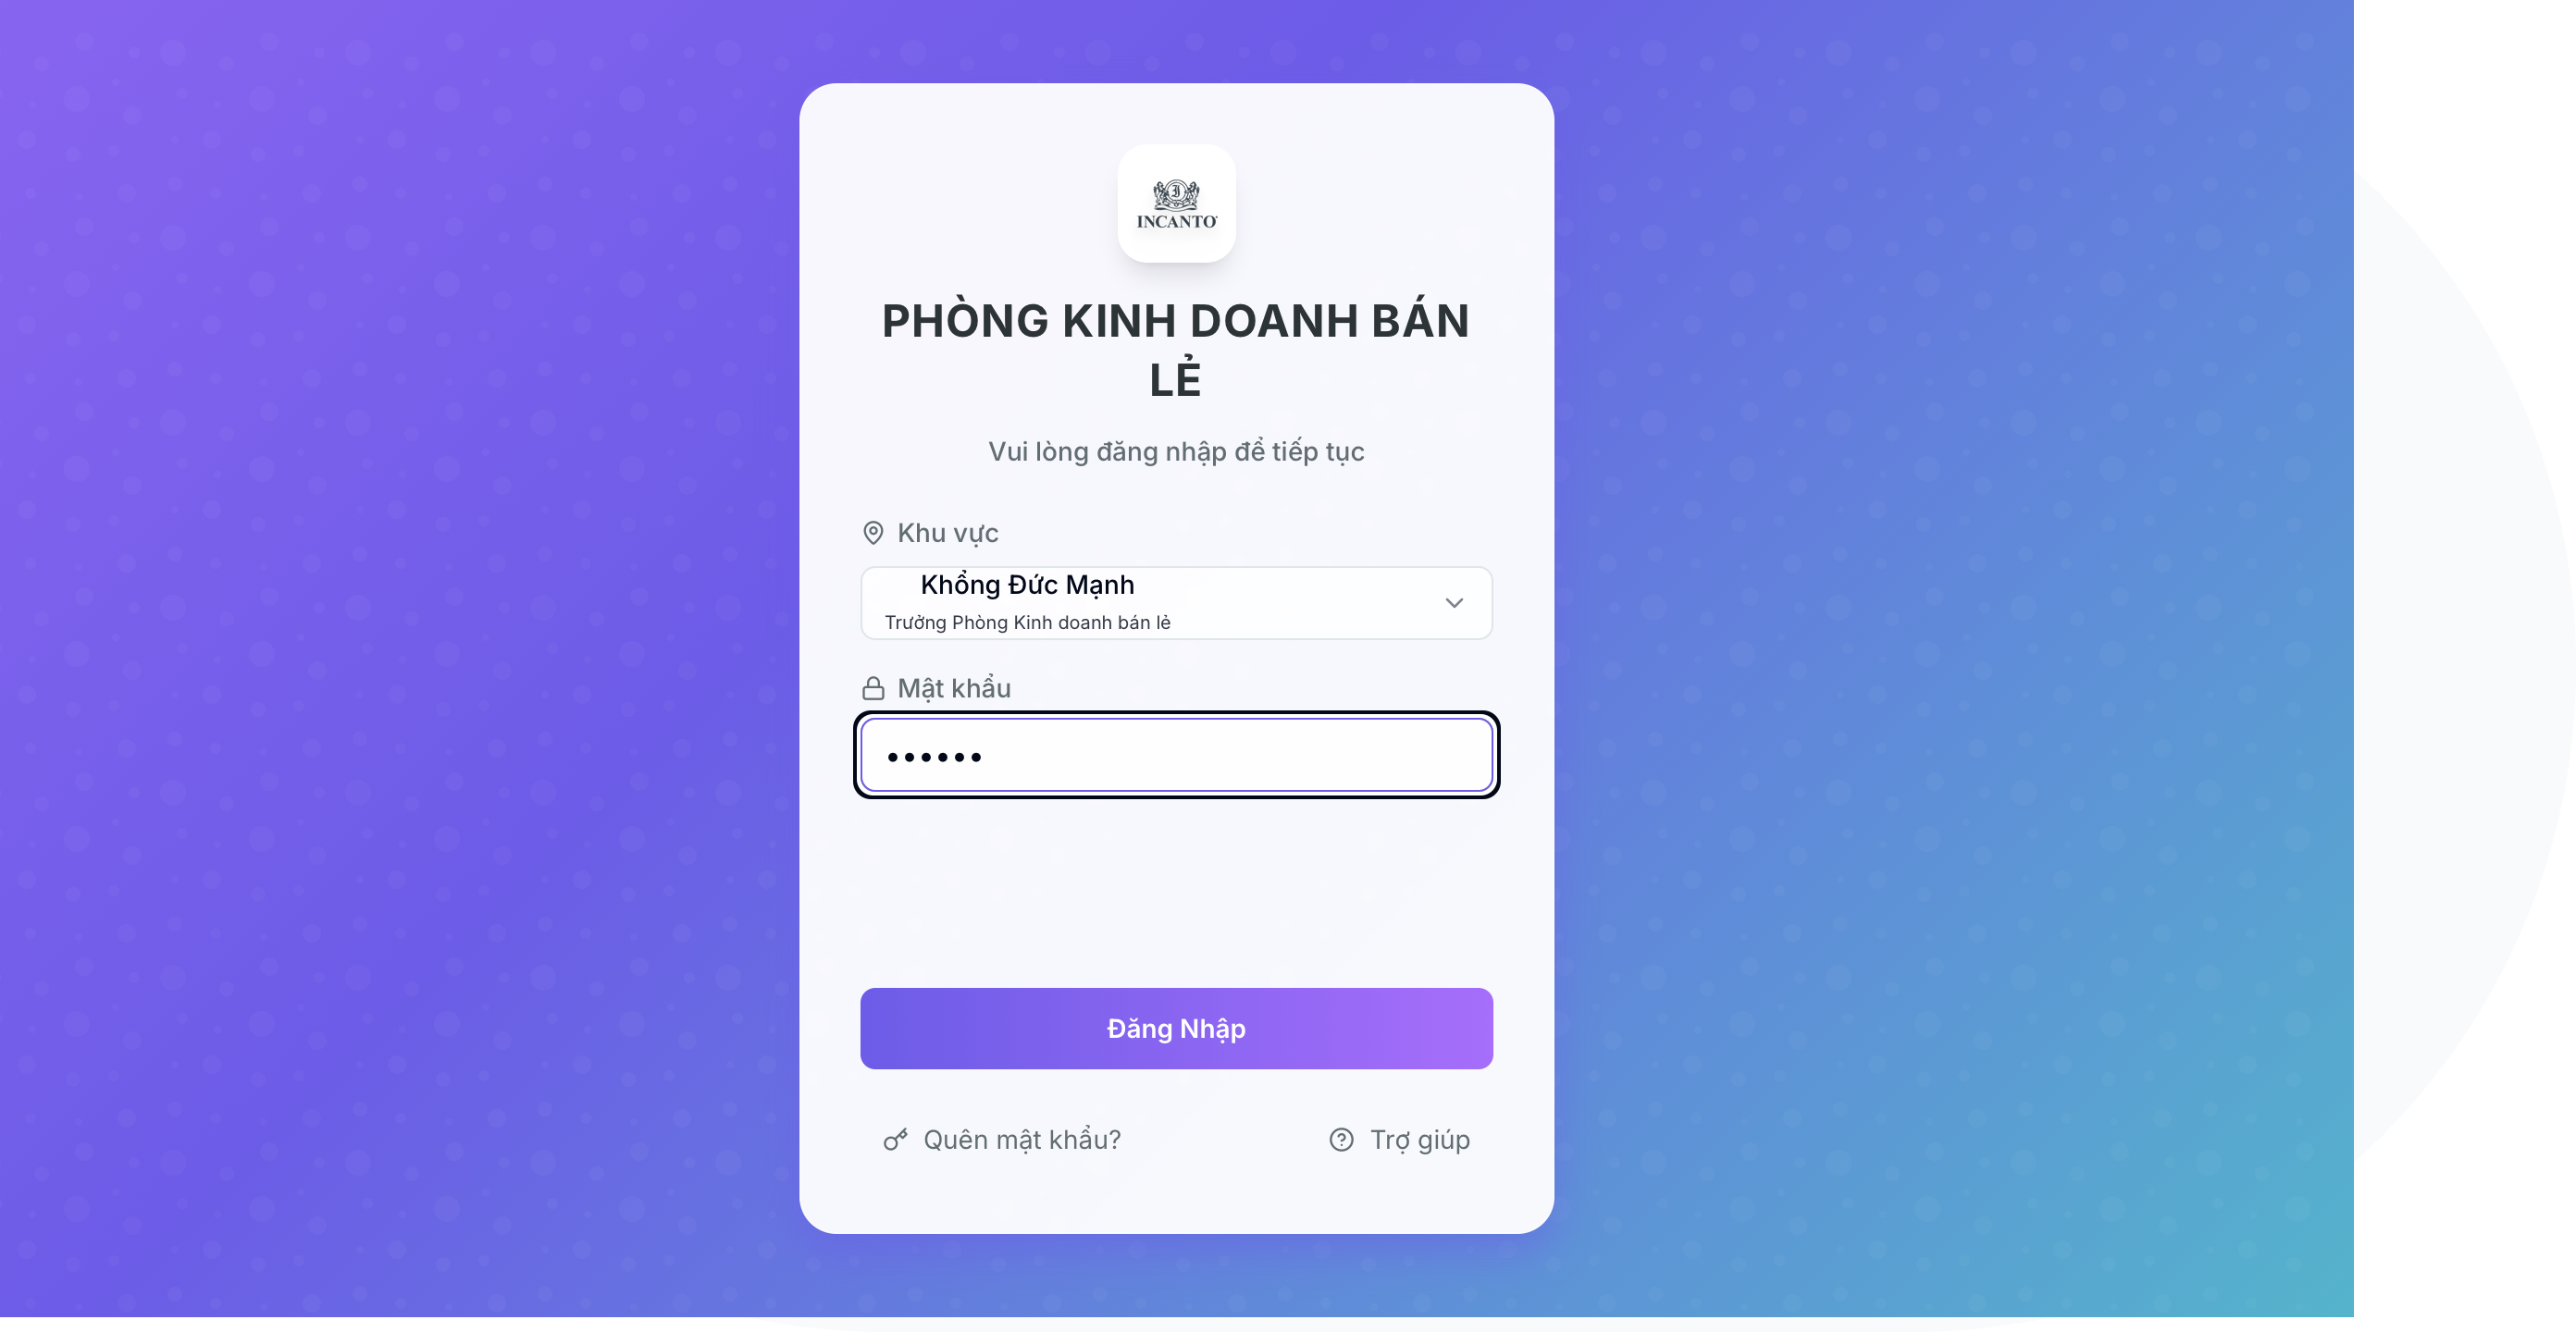 INCANTO
PHÒNG KINH DOANH BÁN
LẺ
Vui lòng đăng nhập để tiếp tục
Khu vực
Khổng Đức Mạnh
Trưởng Phòng Kinh doanh bán lẻ
Mật khẩu
••••••
Đăng Nhập
Quên mật khẩu?
Trợ giúp